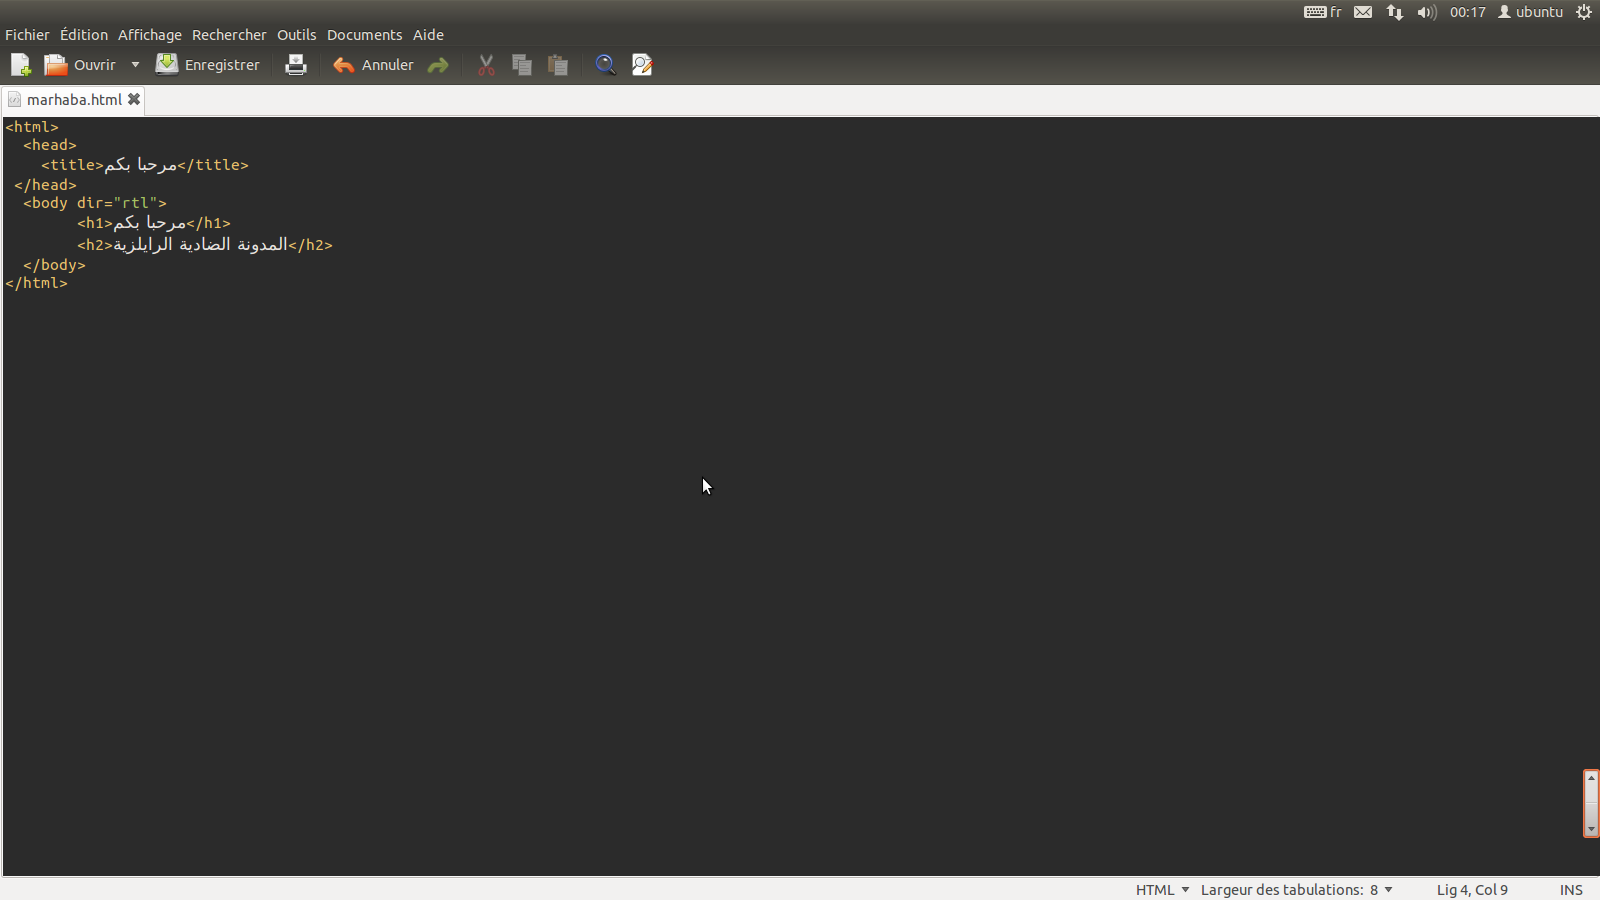 fr 00:17 ubuntu
Fichier Édition Affichage Rechercher Outils Documents Aide
Ouvrir Enregistrer Annuler
marhaba.html
<html>
<head>
<title>مرحبا بكم</title>
</head>
<body dir="rtl">
<h1>مرحبا بكم</h1>
<h2>المدونة الضادية الرايلزية</h2>
</body>
</html>
HTML Largeur des tabulations: 8 Lig 4, Col 9 INS